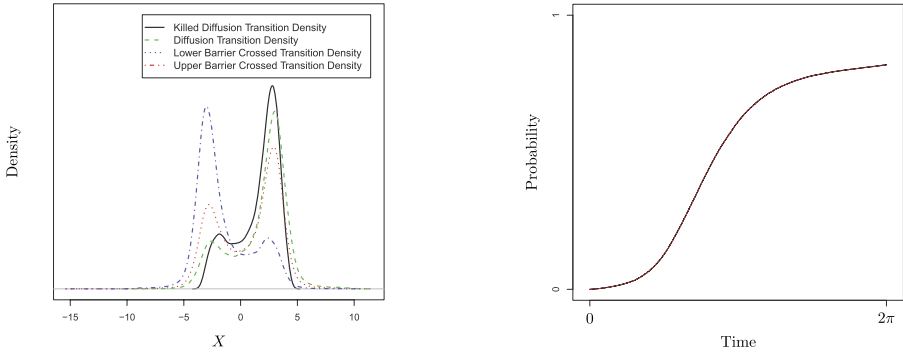 Killed Diffusion Transition Density
Diffusion Transition Density
Lower Barrier Crossed Transition Density
Upper Barrier Crossed Transition Density
Density
−15 −10 −5 0 5 10
X
1
0
Probability
0 2π
Time